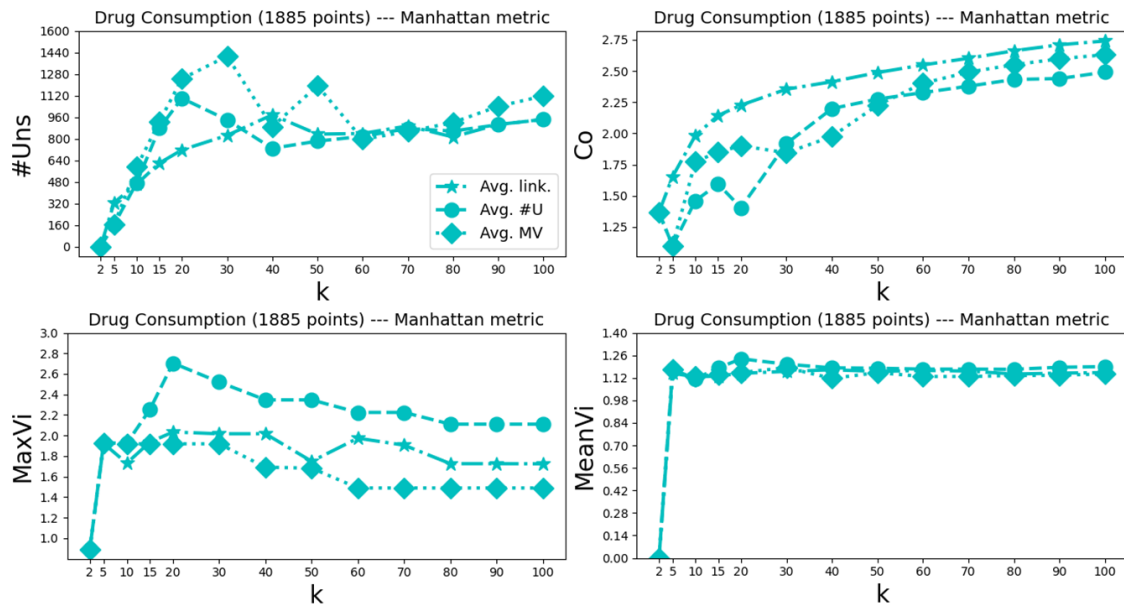 Drug Consumption (1885 points) --- Manhattan metric
1600
1440
1280
1120
960
800
640
480
320
160
0
#Uns
Avg. link.
Avg. #U
Avg. MV
2 5 10 15 20 30 40 50 60 70 80 90 100
k
Drug Consumption (1885 points) --- Manhattan metric
2.75
2.50
2.25
2.00
1.75
1.50
1.25
Co
2 5 10 15 20 30 40 50 60 70 80 90 100
k
Drug Consumption (1885 points) --- Manhattan metric
3.0
2.8
2.6
2.4
2.2
2.0
1.8
1.6
1.4
1.2
1.0
MaxVi
2 5 10 15 20 30 40 50 60 70 80 90 100
k
Drug Consumption (1885 points) --- Manhattan metric
1.40
1.26
1.12
0.98
0.84
0.70
0.56
0.42
0.28
0.14
0.00
MeanVi
2 5 10 15 20 30 40 50 60 70 80 90 100
k